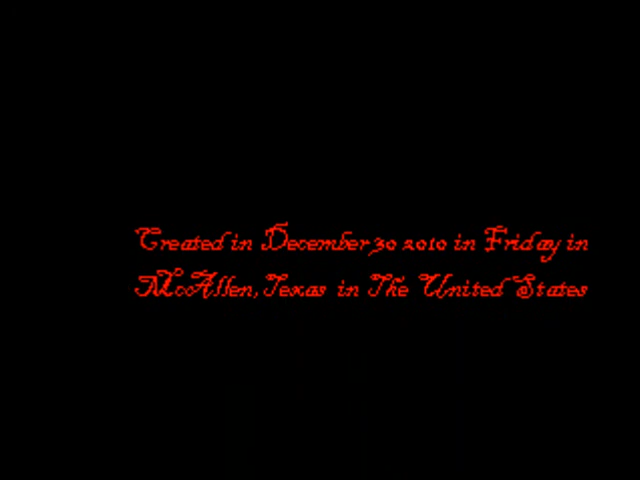 Created in December 30 2010 in Friday in
McAllen, Texas in The United States